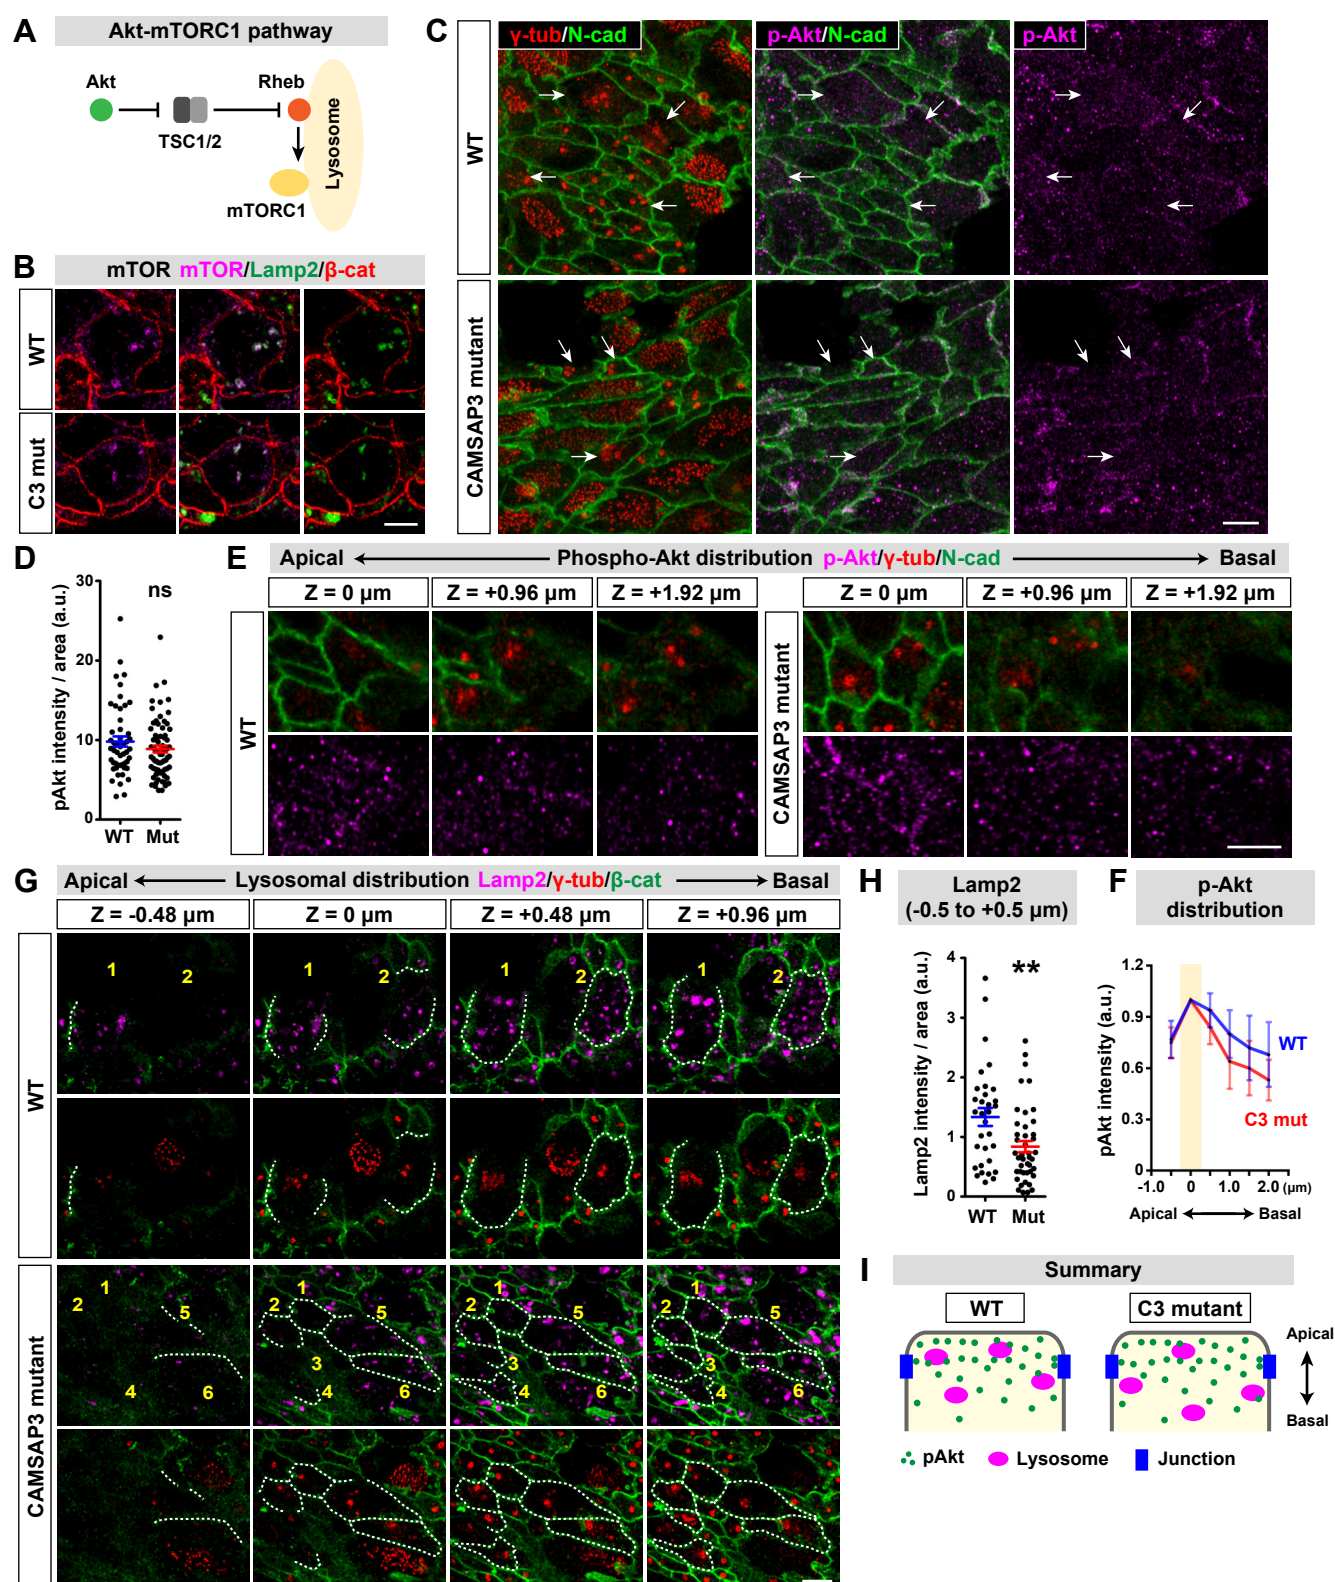 A
Akt-mTORC1 pathway
Akt
Rheb
TSC1/2
Lysosome
mTORC1
B
mTOR mTOR/Lamp2/β-cat
WT
C3 mut
C
γ-tub/N-cad
p-Akt/N-cad
p-Akt
WT
CAMSAP3 mutant
D
pAkt intensity / area (a.u.)
30
20
10
0
ns
WT Mut
E
Apical Phospho-Akt distribution p-Akt/γ-tub/N-cad Basal
Z = 0 µm Z = +0.96 µm Z = +1.92 µm
Z = 0 µm Z = +0.96 µm Z = +1.92 µm
WT
CAMSAP3 mutant
G
Apical Lysosomal distribution Lamp2/γ-tub/β-cat Basal
Z = -0.48 µm Z = 0 µm Z = +0.48 µm Z = +0.96 µm
WT
1 2
1 2
1 2
1 2
CAMSAP3 mutant
1 2 5 4 6
1 2 5 3 4 6
1 2 5 3 4 6
1 2 5 3 4 6
H
Lamp2
(-0.5 to +0.5 µm)
Lamp2 intensity / area (a.u.)
4
3
2
1
0
**
WT Mut
F
p-Akt
distribution
pAkt intensity (a.u.)
1.2
0.9
0.6
0.3
0
WT
C3 mut
-1.0 0 1.0 2.0 (µm)
Apical Basal
I
Summary
WT C3 mutant
Apical
Basal
pAkt Lysosome Junction